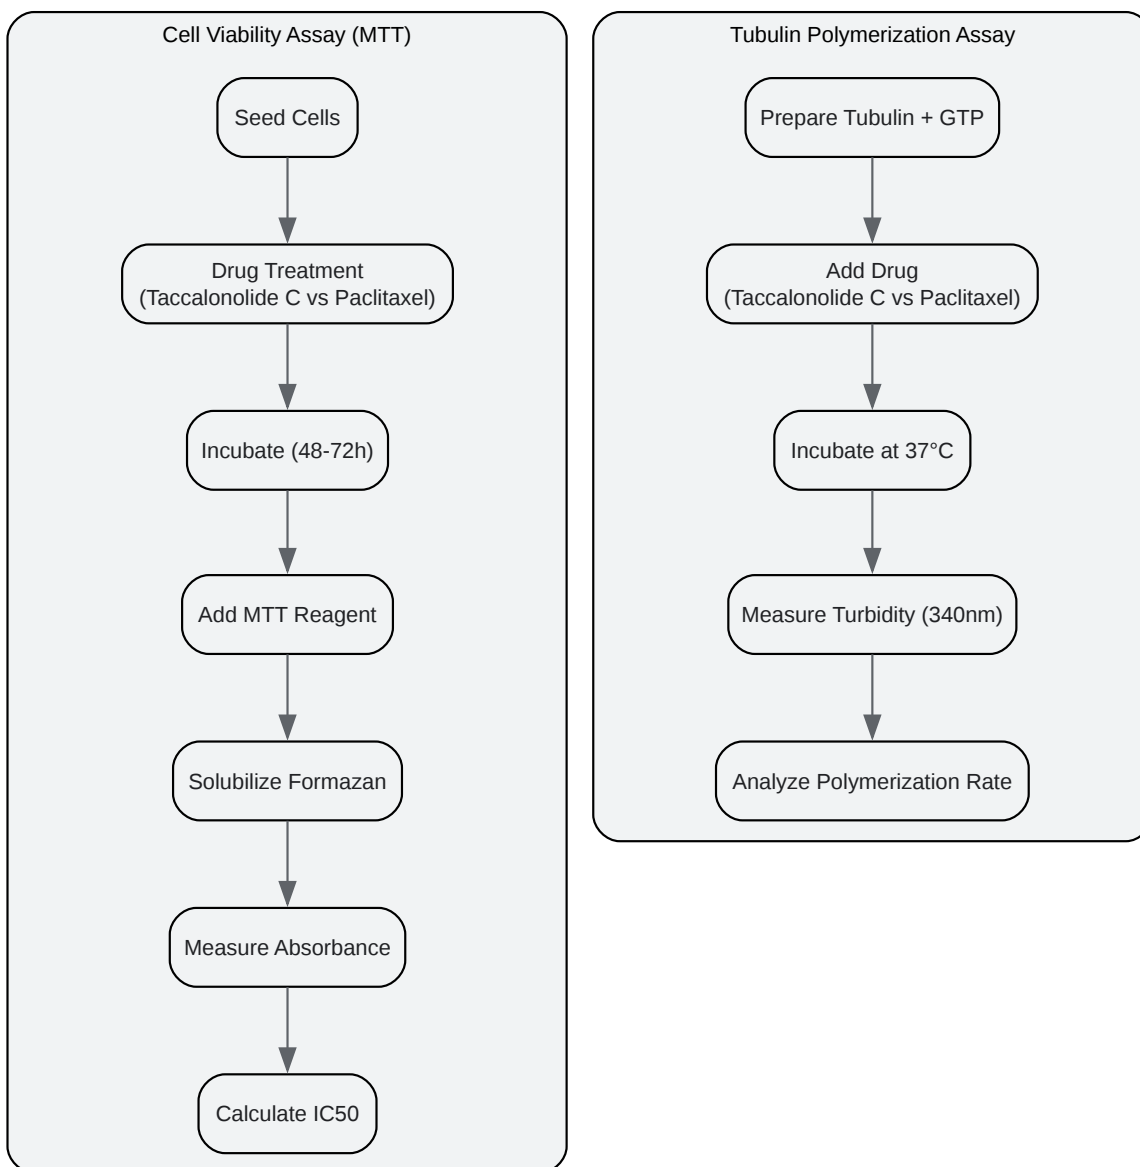 Cell Viability Assay (MTT)
Seed Cells
Drug Treatment
(Taccalonolide C vs Paclitaxel)
Incubate (48-72h)
Add MTT Reagent
Solubilize Formazan
Measure Absorbance
Calculate IC50
Tubulin Polymerization Assay
Prepare Tubulin + GTP
Add Drug
(Taccalonolide C vs Paclitaxel)
Incubate at 37°C
Measure Turbidity (340nm)
Analyze Polymerization Rate